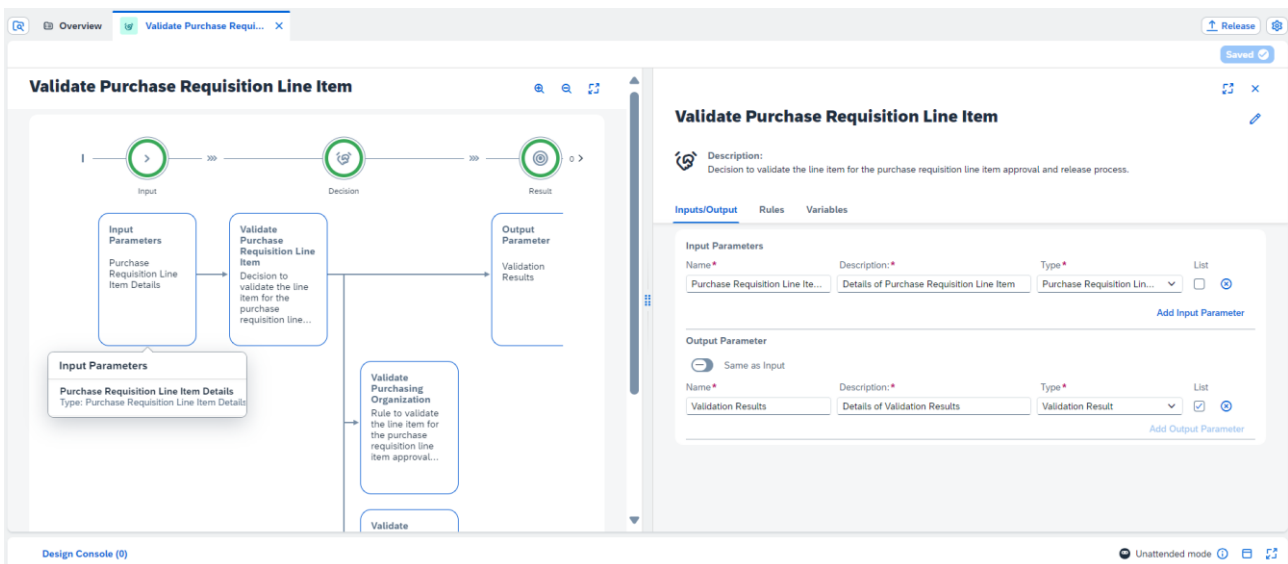 Overview
Validate Purchase Requi...
Release
Saved
Validate Purchase Requisition Line Item
Input
Decision
Result
0
Input
Parameters
Purchase
Requisition Line
Item Details
Validate
Purchase
Requisition Line
Item
Decision to
validate the line
item for the
purchase
requisition line...
Output
Parameter
Validation
Results
Input Parameters
Purchase Requisition Line Item Details
Type: Purchase Requisition Line Item Details
Validate
Purchasing
Organization
Rule to validate
the line item for
the purchase
requisition line
item approval...
Validate
Validate Purchase Requisition Line Item
Description:
Decision to validate the line item for the purchase requisition line item approval and release process.
Inputs/Output Rules Variables
Input Parameters
Name* Description:* Type* List
Purchase Requisition Line Ite... Details of Purchase Requisition Line Item Purchase Requisition Lin...
Add Input Parameter
Output Parameter
Same as Input
Name* Description:* Type* List
Validation Results Details of Validation Results Validation Result
Add Output Parameter
Design Console (0)
Unattended mode